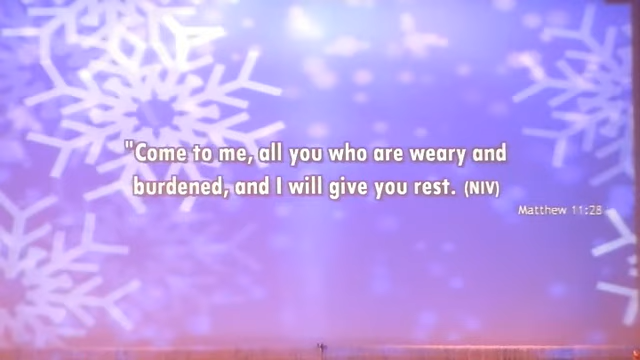 "Come to me, all you who are weary and
burdened, and I will give you rest. (NIV)
Matthew 11:28